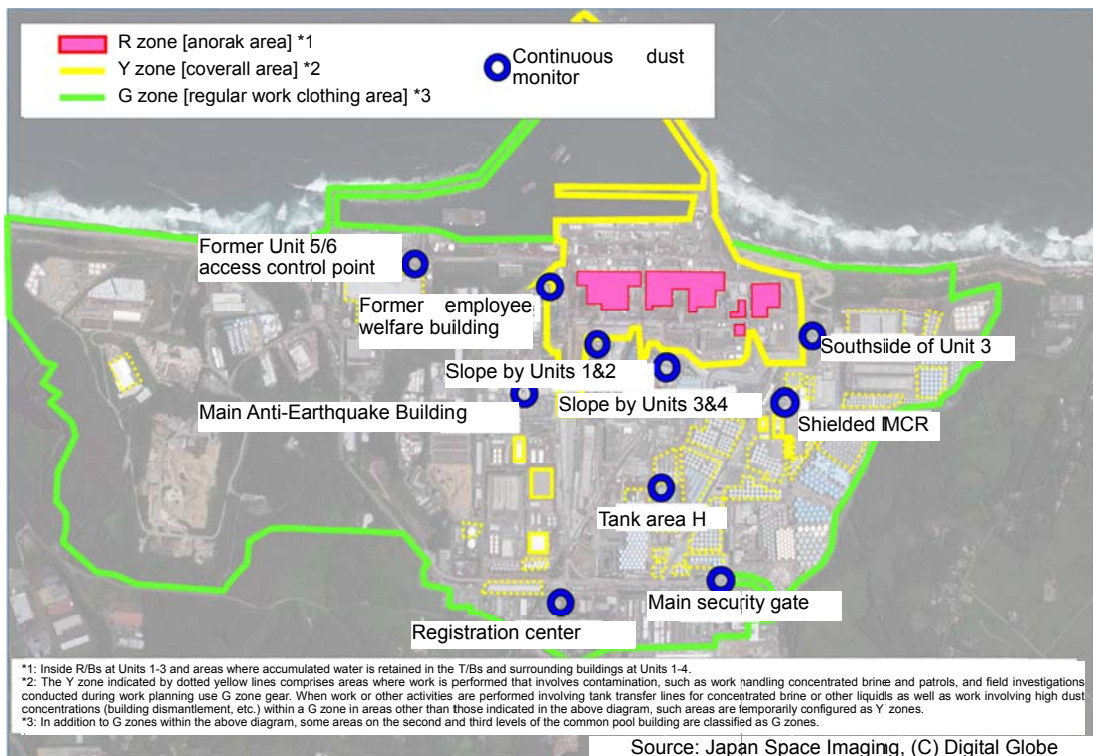 R zone [anorak area] *1
Y zone [coverall area] *2
G zone [regular work clothing area] *3
Continuous dust
monitor
Former Unit 5/6
access control point
Former employee
welfare building
Slope by Units 1&2
Southside of Unit 3
Main Anti-Earthquake Building
Slope by Units 3&4
Shielded MCR
Tank area H
Main security gate
Registration center
*1: Inside R/Bs at Units 1-3 and areas where accumulated water is retained in the T/Bs and surrounding buildings at Units 1-4.
*2: The Y zone indicated by dotted yellow lines comprises areas where work is performed that involves contamination, such as work handling concentrated brine and patrols, and field investigations
conducted during work planning use G zone gear. When work or other activities are performed involving tank transfer lines for concentrated brine or other liquids as well as work involving high dust
concentrations (building dismantlement, etc.) within a G zone in areas other than those indicated in the above diagram, such areas are temporarily configured as Y zones.
*3: In addition to G zones within the above diagram, some areas on the second and third levels of the common pool building are classified as G zones.
Source: Japan Space Imaging, (C) Digital Globe